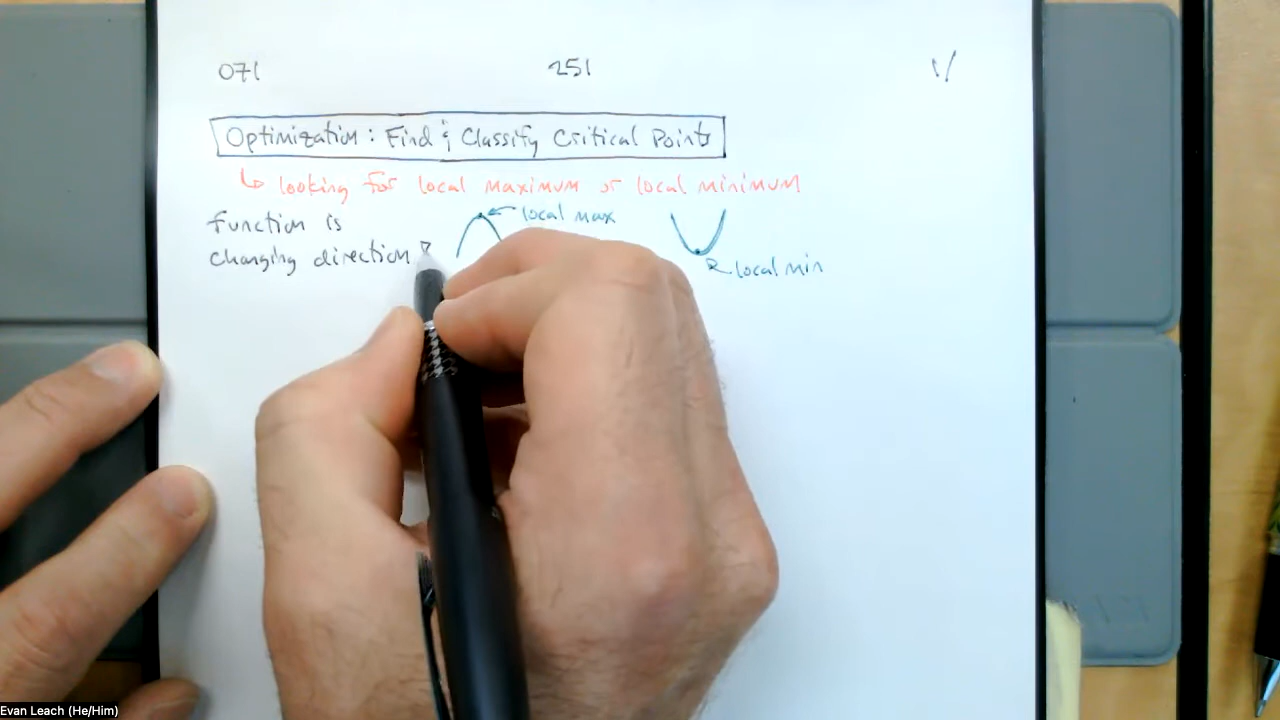 071 251 1/
Optimization: Find & Classify Critical Points
↳ looking for local maximum or local minimum
function is
changing direction
local max
local min
Evan Leach (He/Him)